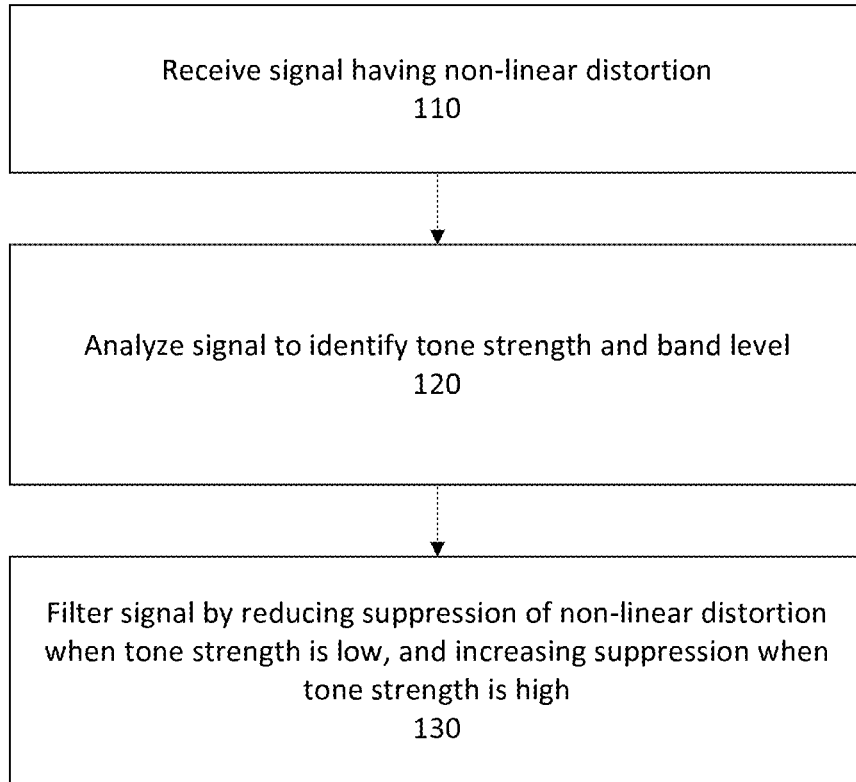 Receive signal having non-linear distortion
110
Analyze signal to identify tone strength and band level
120
Filter signal by reducing suppression of non-linear distortion
when tone strength is low, and increasing suppression when
tone strength is high
130